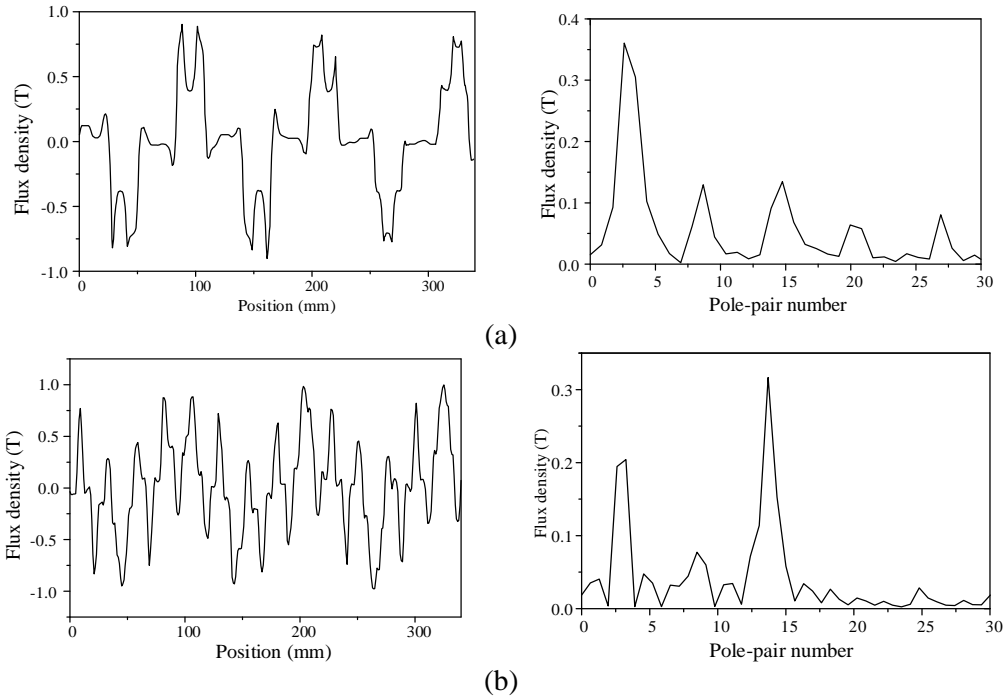 Flux density (T)
1.0
0.5
0.0
-0.5
-1.0
0 100 200 300
Position (mm)
Flux density (T)
0.4
0.3
0.2
0.1
0.0
0 5 10 15 20 25 30
Pole-pair number
(a)
Flux density (T)
1.0
0.5
0.0
-0.5
-1.0
0 100 200 300
Position (mm)
Flux density (T)
0.3
0.2
0.1
0.0
0 5 10 15 20 25 30
Pole-pair number
(b)